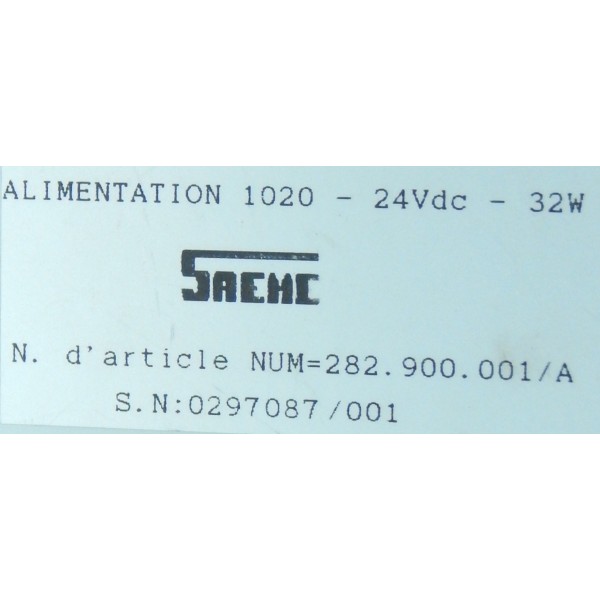 ALIMENTATION 1020 - 24Vdc - 32W
SAEMC
N. d'article NUM=282.900.001/A
S.N:0297087/001